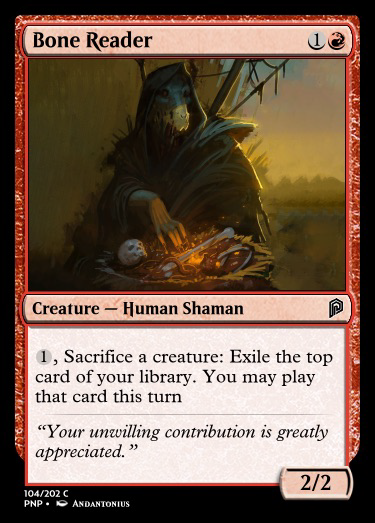 Bone Reader 1
Creature — Human Shaman
1, Sacrifice a creature: Exile the top
card of your library. You may play
that card this turn
“Your unwilling contribution is greatly
appreciated.”
2/2
104/202 C
PNP • Andantonius